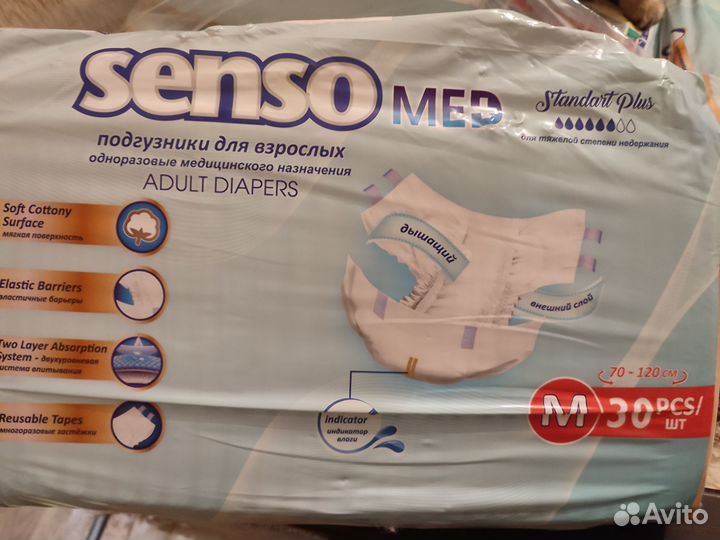 senso MED
Standart Plus
для тяжелой степени недержания
подгузники для взрослых
одноразовые медицинского назначения
ADULT DIAPERS
Soft Cottony
Surface
мягкая поверхность
Elastic Barriers
эластичные барьеры
Two Layer Absorption
System - двухуровневая
система впитывания
Reusable Tapes
многоразовые застёжки
дышащий
внешний слой
indicator
индикатор
влаги
70 - 120 см
M 30 PCS/
шт
Avito